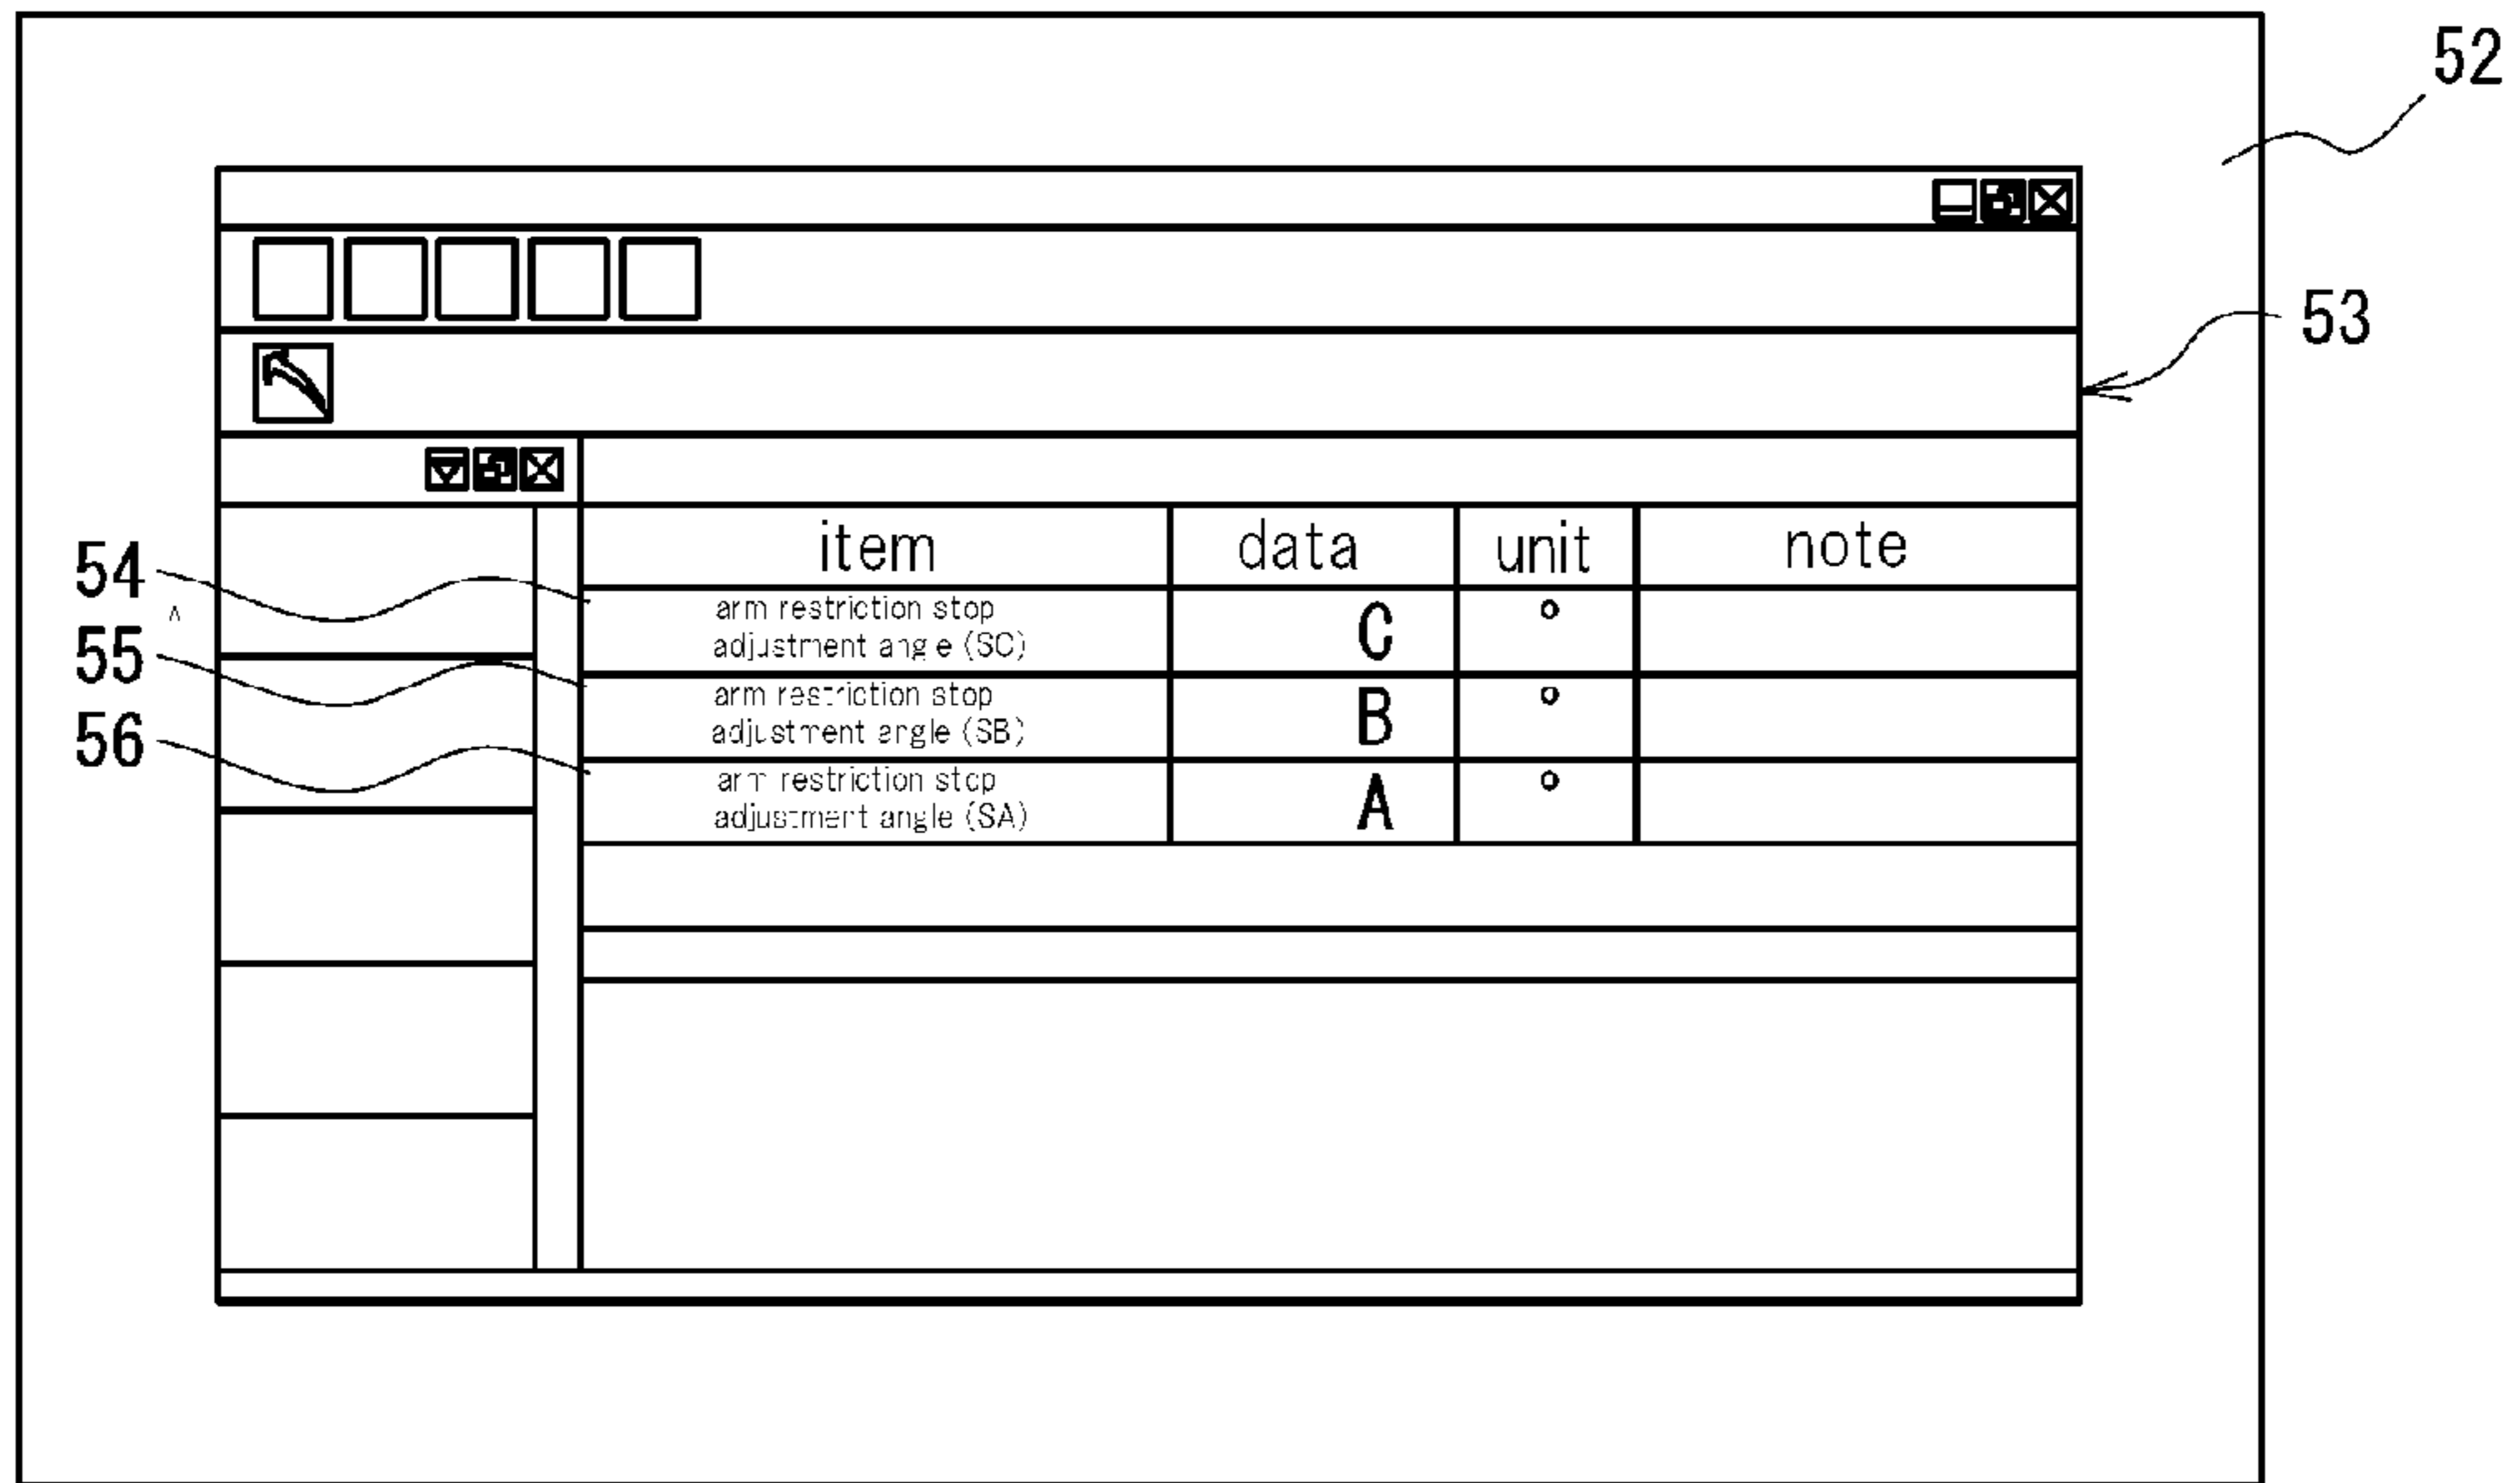 52
53
item data unit note
54 arm restriction stop
adjustment angle (SC) C °
55 arm restriction stop
adjustment angle (SB) B °
56 arm restriction stop
adjustment angle (SA) A °